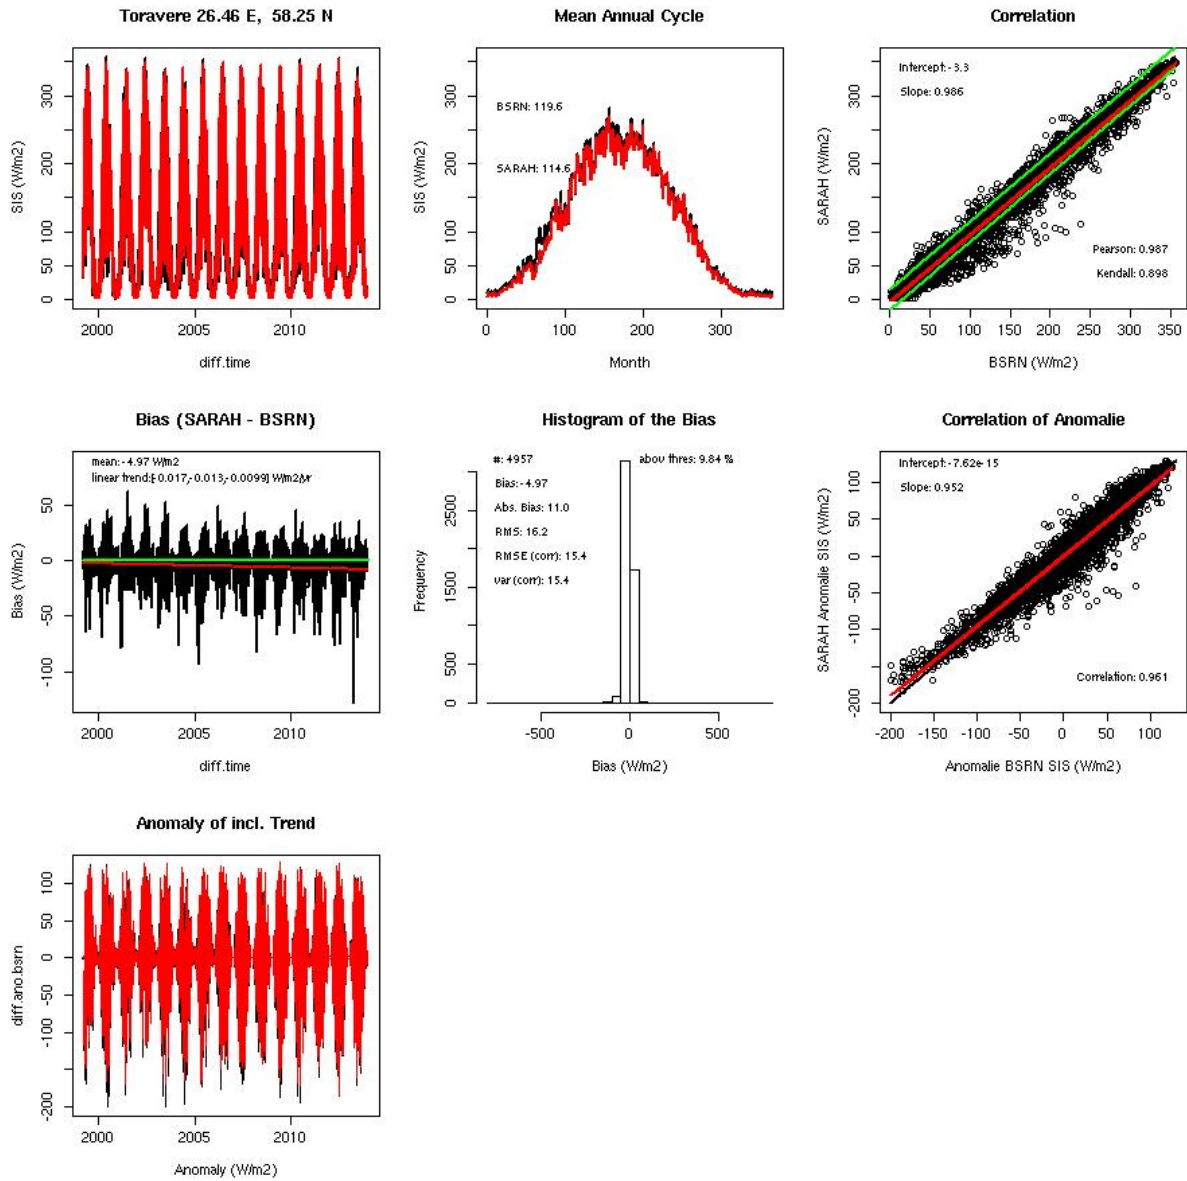 Toravere 26.46 E,  58.25 N
SIS (W/m2)
0
50
100
200
300
2000
2005
2010
diff.time
Mean Annual Cycle
BSRN: 119.6
SARAH: 114.6
SIS (W/m2)
0
50
100
200
300
0
100
200
300
Month
Correlation
Intercept: -3.3
Slope: 0.986
Pearson: 0.987
Kendall: 0.898
SARAH (W/m2)
0
50
100
200
300
0
50
100
150
200
250
300
350
BSRN (W/m2)
Bias (SARAH - BSRN)
mean: -4.97 W/m2
linear trend:[-0.017,-0.013,-0.0099] W/m2/yr
Bias (W/m2)
-100
-50
0
50
2000
2005
2010
diff.time
Histogram of the Bias
#: 4957
abov thres: 9.84 %
Bias: -4.97
Abs. Bias: 11.0
RMS: 16.2
RMSE (corr): 15.4
var (corr): 15.4
Frequency
0
500
1500
2500
-500
0
500
Bias (W/m2)
Correlation of Anomalie
Intercept: -7.62e-15
Slope: 0.952
Correlation: 0.961
SARAH Anomalie SIS (W/m2)
-200
-100
-50
0
50
100
-200
-150
-100
-50
0
50
100
Anomalie BSRN SIS (W/m2)
Anomaly of incl. Trend
diff.ano.bsrn
-200
-100
-50
0
50
100
2000
2005
2010
Anomaly (W/m2)